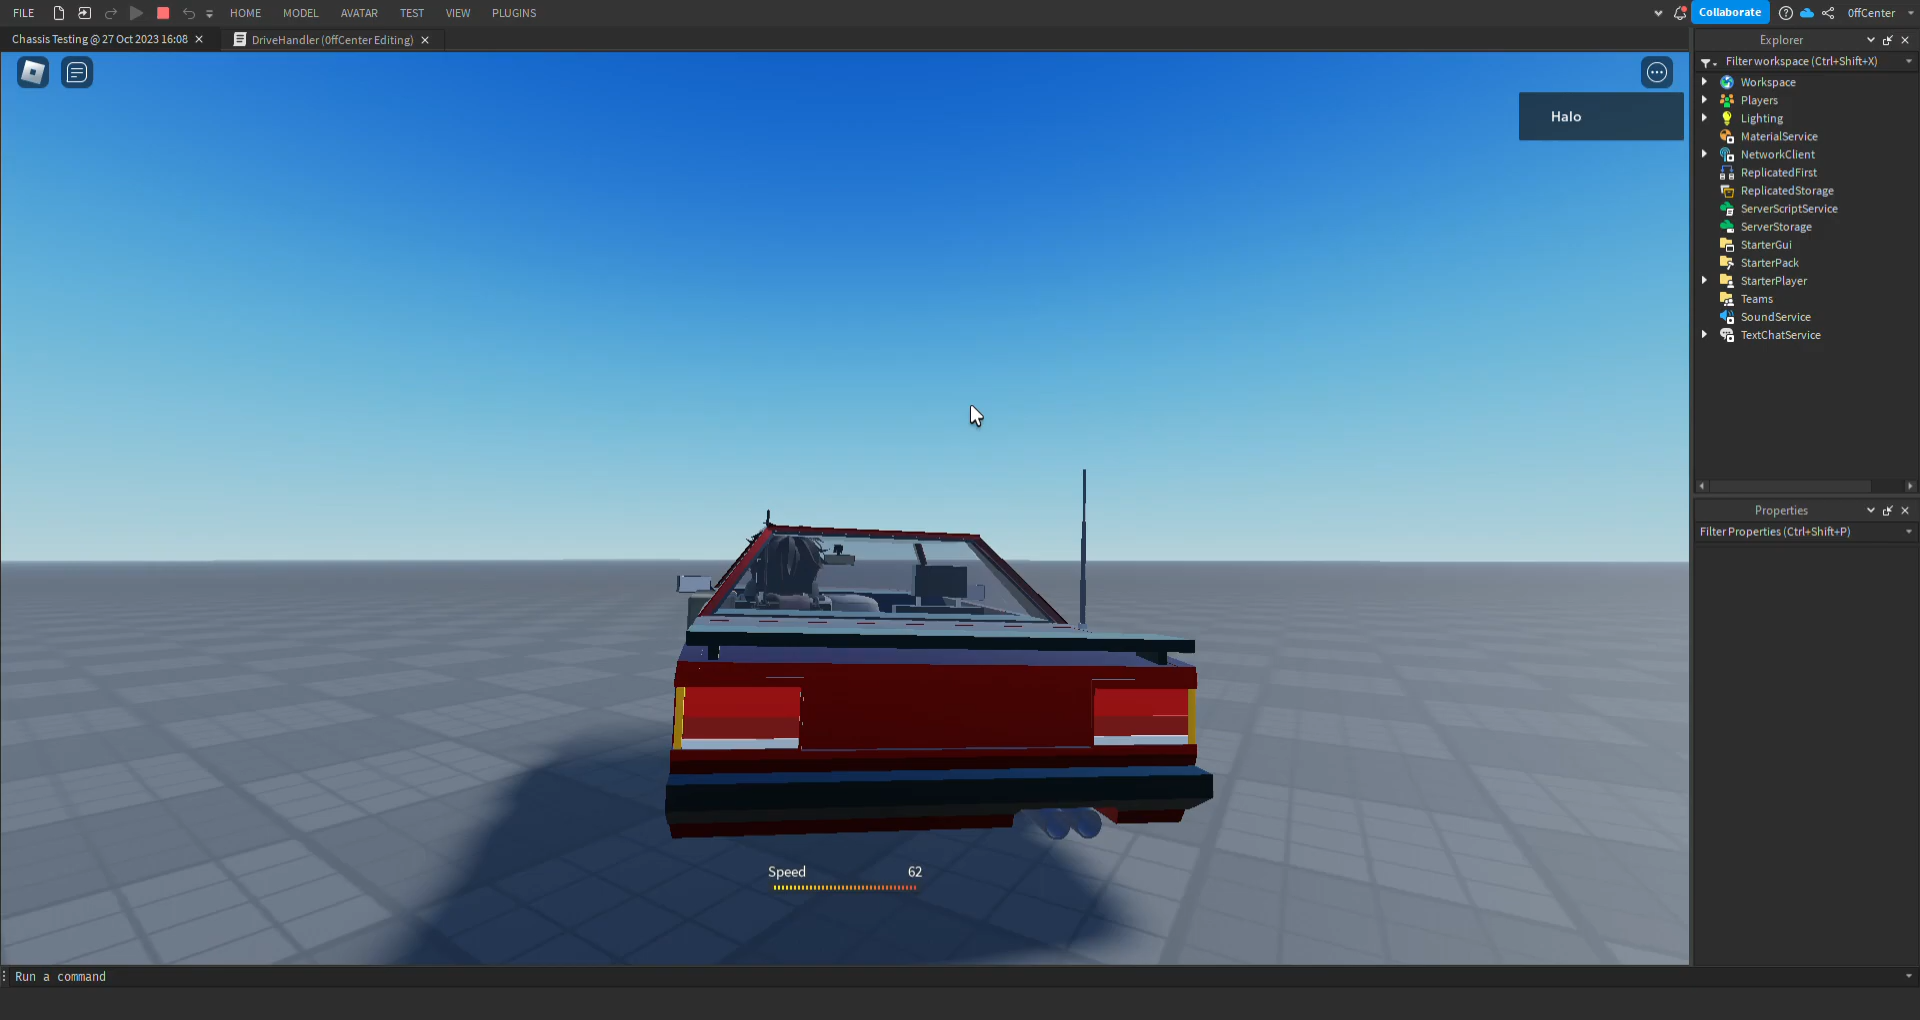 FILE
HOME
MODEL
AVATAR
TEST
VIEW
PLUGINS
Collaborate
0ffCenter
Chassis Testing @ 27 Oct 2023 16:08
DriveHandler (0ffCenter Editing)
Explorer
Filter workspace (Ctrl+Shift+X)
Workspace
Players
Lighting
MaterialService
NetworkClient
ReplicatedFirst
ReplicatedStorage
ServerScriptService
ServerStorage
StarterGui
StarterPack
StarterPlayer
Teams
SoundService
TextChatService
Halo
Properties
Filter Properties (Ctrl+Shift+P)
Speed 62
Run a command